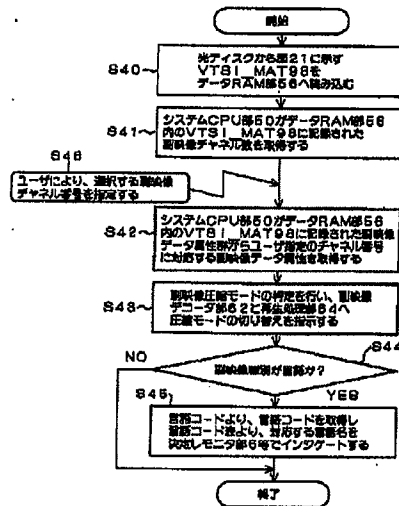 開始
S40
光ディスクから図21に示す
VTSI_MAT98を
データRAM部56へ読み込む
S41
システムCPU部50がデータRAM部56
内のVTSI_MAT98に記録された
副映像チャネル数を取得する
S46
ユーザにより、選択する副映像
チャネル番号を指定する
S42
システムCPU部50がデータRAM部56
内のVTSI_MAT98に記録された副映像
データ属性群からユーザ指定のチャネル番号
に対応する副映像データ属性を取得する
S43
副映像圧縮モードの判定を行い、副映像
デコーダ部62と再生処理部64へ
圧縮モードの切り替えを指示する
S44
副映像種別が言語か?
NO
YES
S45
言語コードより、言語コードを取得し
言語コード表より、対応する言語名を
決定しモニタ部6等でインジケートする
終了